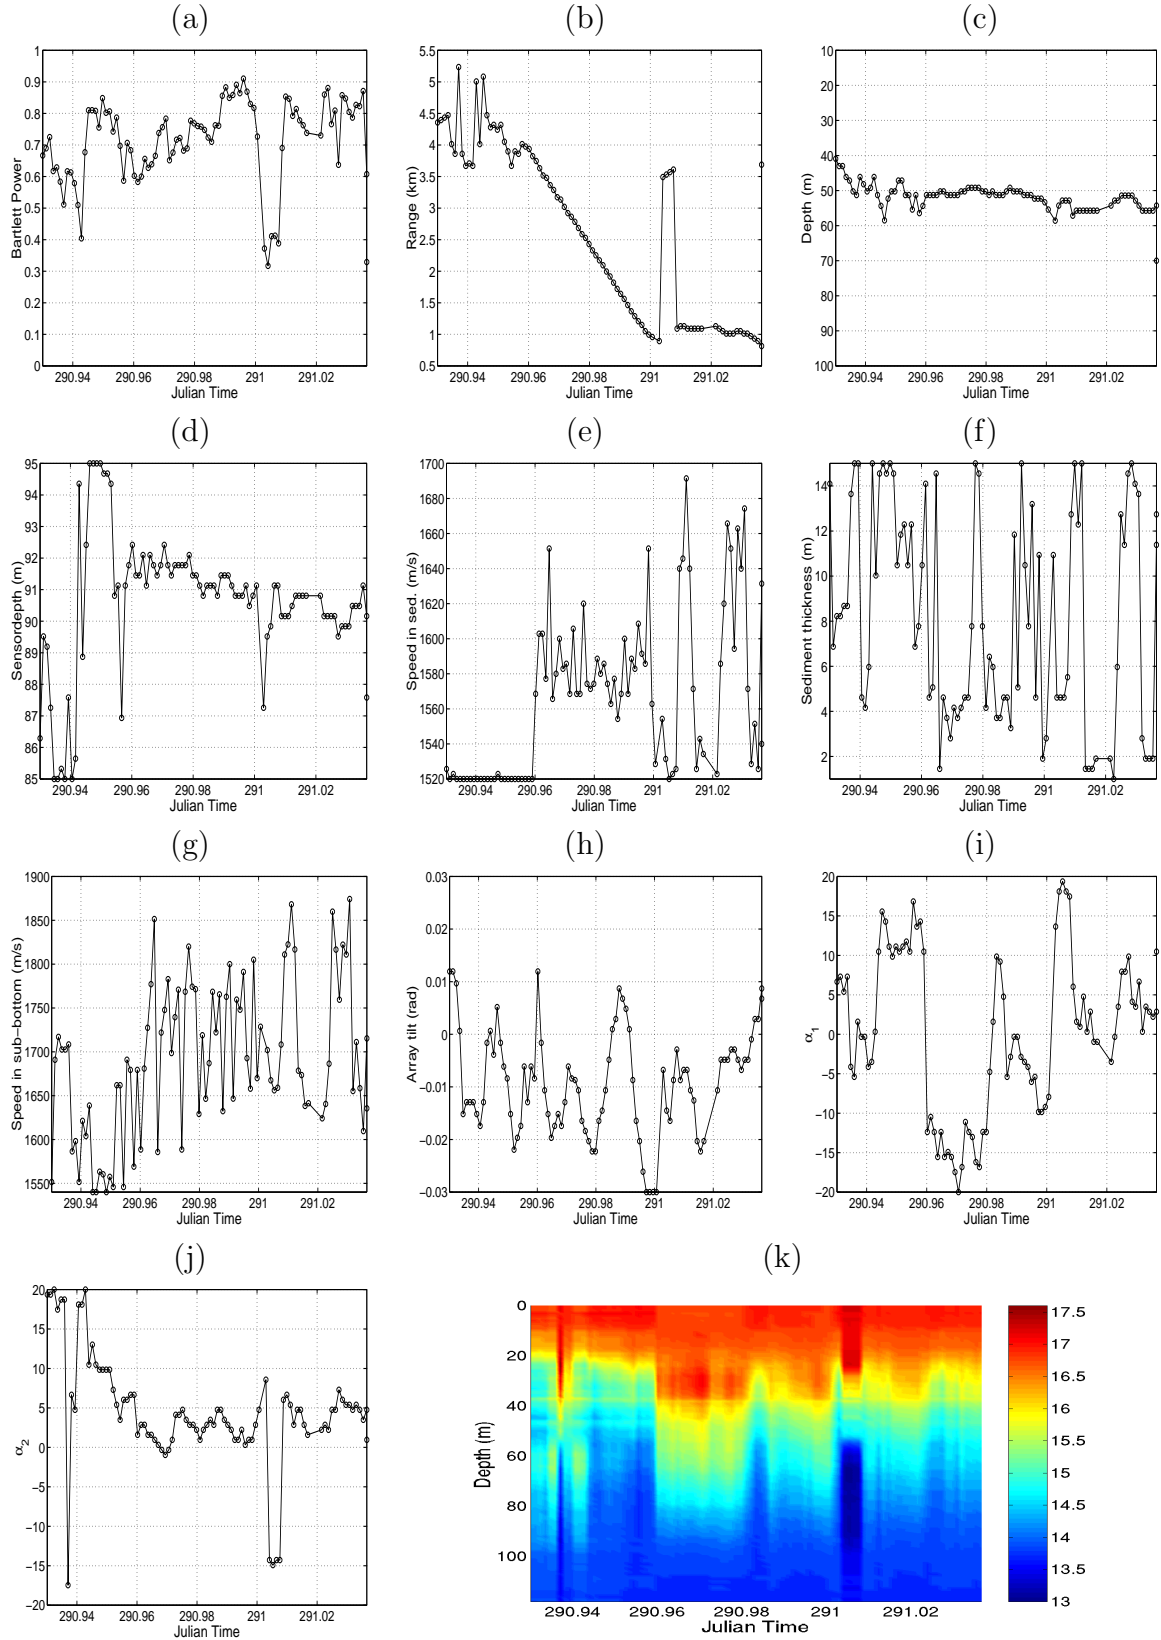 (a)
1
0.9
0.8
0.7
0.6
0.5
0.4
0.3
0.2
0.1
0
Bartlett Power
290.94 290.96 290.98 291 291.02
Julian Time
(b)
5.5
5
4.5
4
3.5
3
2.5
2
1.5
1
0.5
Range (km)
290.94 290.96 290.98 291 291.02
Julian Time
(c)
10
20
30
40
50
60
70
80
90
100
Depth (m)
290.94 290.96 290.98 291 291.02
Julian Time
(d)
95
94
93
92
91
90
89
88
87
86
85
Sensordepth (m)
290.94 290.96 290.98 291 291.02
Julian Time
(e)
1700
1680
1660
1640
1620
1600
1580
1560
1540
1520
Speed in sed. (m/s)
290.94 290.96 290.98 291 291.02
Julian Time
(f)
14
12
10
8
6
4
2
Sediment thickness (m)
290.94 290.96 290.98 291 291.02
Julian Time
(g)
1900
1850
1800
1750
1700
1650
1600
1550
Speed in sub-bottom (m/s)
290.94 290.96 290.98 291 291.02
Julian Time
(h)
0.03
0.02
0.01
0
-0.01
-0.02
-0.03
Array tilt (rad)
290.94 290.96 290.98 291 291.02
Julian Time
(i)
20
15
10
5
0
-5
-10
-15
-20
α₁
290.94 290.96 290.98 291 291.02
Julian Time
(j)
20
15
10
5
0
-5
-10
-15
-20
α₂
290.94 290.96 290.98 291 291.02
Julian Time
(k)
0
20
40
60
80
100
Depth (m)
290.94 290.96 290.98 291 291.02
Julian Time
17.5
17
16.5
16
15.5
15
14.5
14
13.5
13